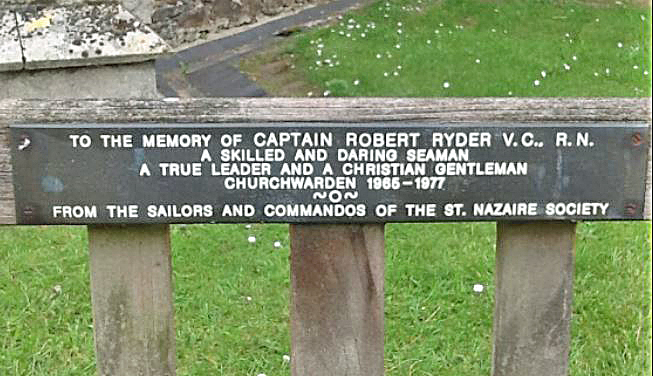 TO THE MEMORY OF CAPTAIN ROBERT RYDER V.C., R.N.
A SKILLED AND DARING SEAMAN
A TRUE LEADER AND A CHRISTIAN GENTLEMAN
CHURCHWARDEN 1965-1977
~O~
FROM THE SAILORS AND COMMANDOS OF THE ST. NAZAIRE SOCIETY